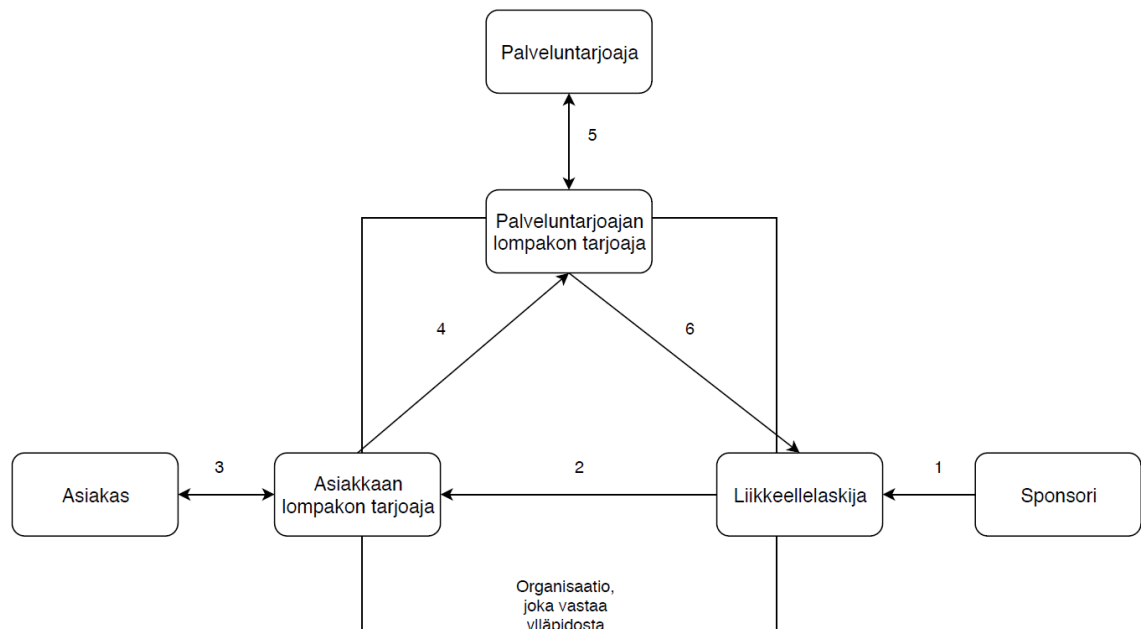 Palveluntarjoaja
5
Palveluntarjoajan
lompakon tarjoaja
4
6
Asiakas
3
Asiakkaan
lompakon tarjoaja
2
Liikkeellelaskija
1
Sponsori
Organisaatio,
joka vastaa
ylläpidosta